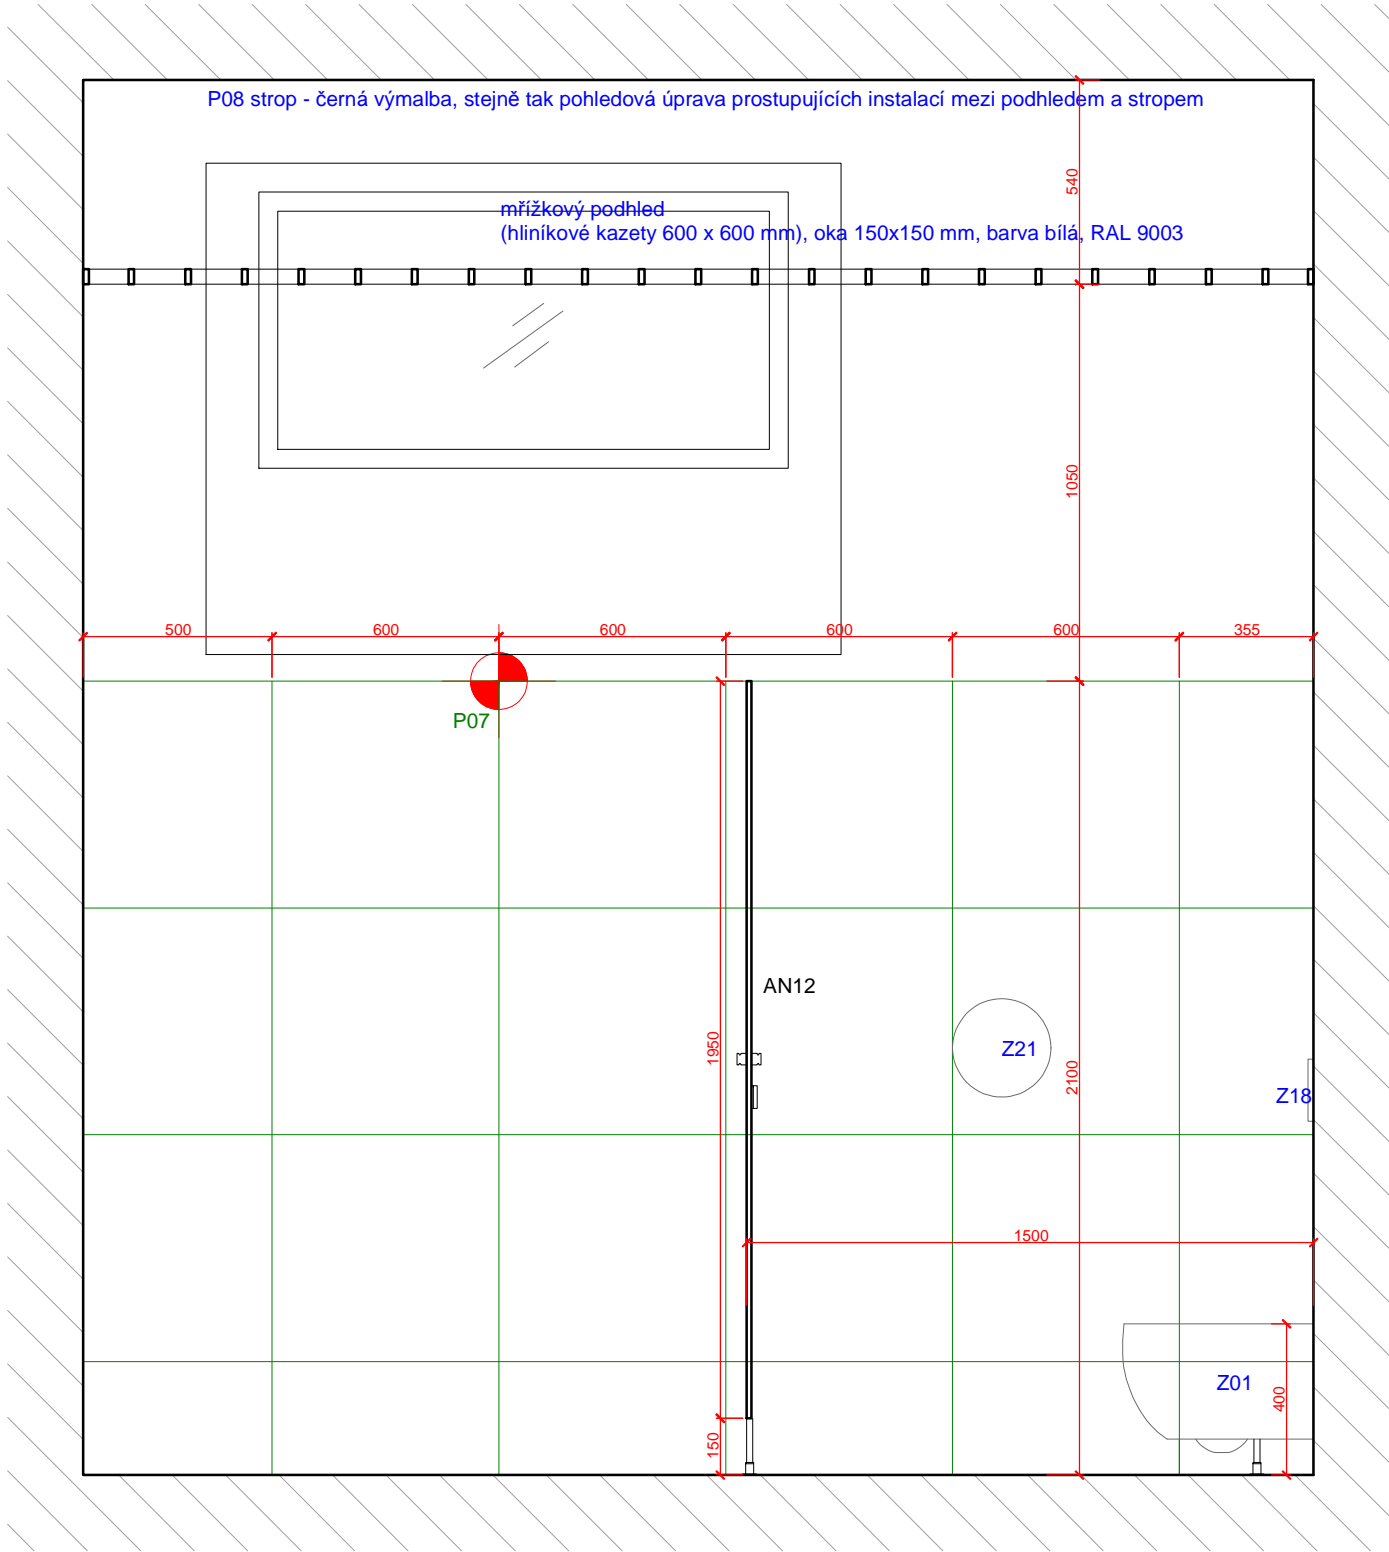 P08 strop - černá výmalba, stejně tak pohledová úprava prostupujících instalací mezi podhledem a stropem
540
mřížkový podhled
(hliníkové kazety 600 x 600 mm), oka 150x150 mm, barva bílá, RAL 9003
1050
500
600
600
600
600
355
P07
AN12
1950
Z21
2100
Z18
1500
Z01
400
150